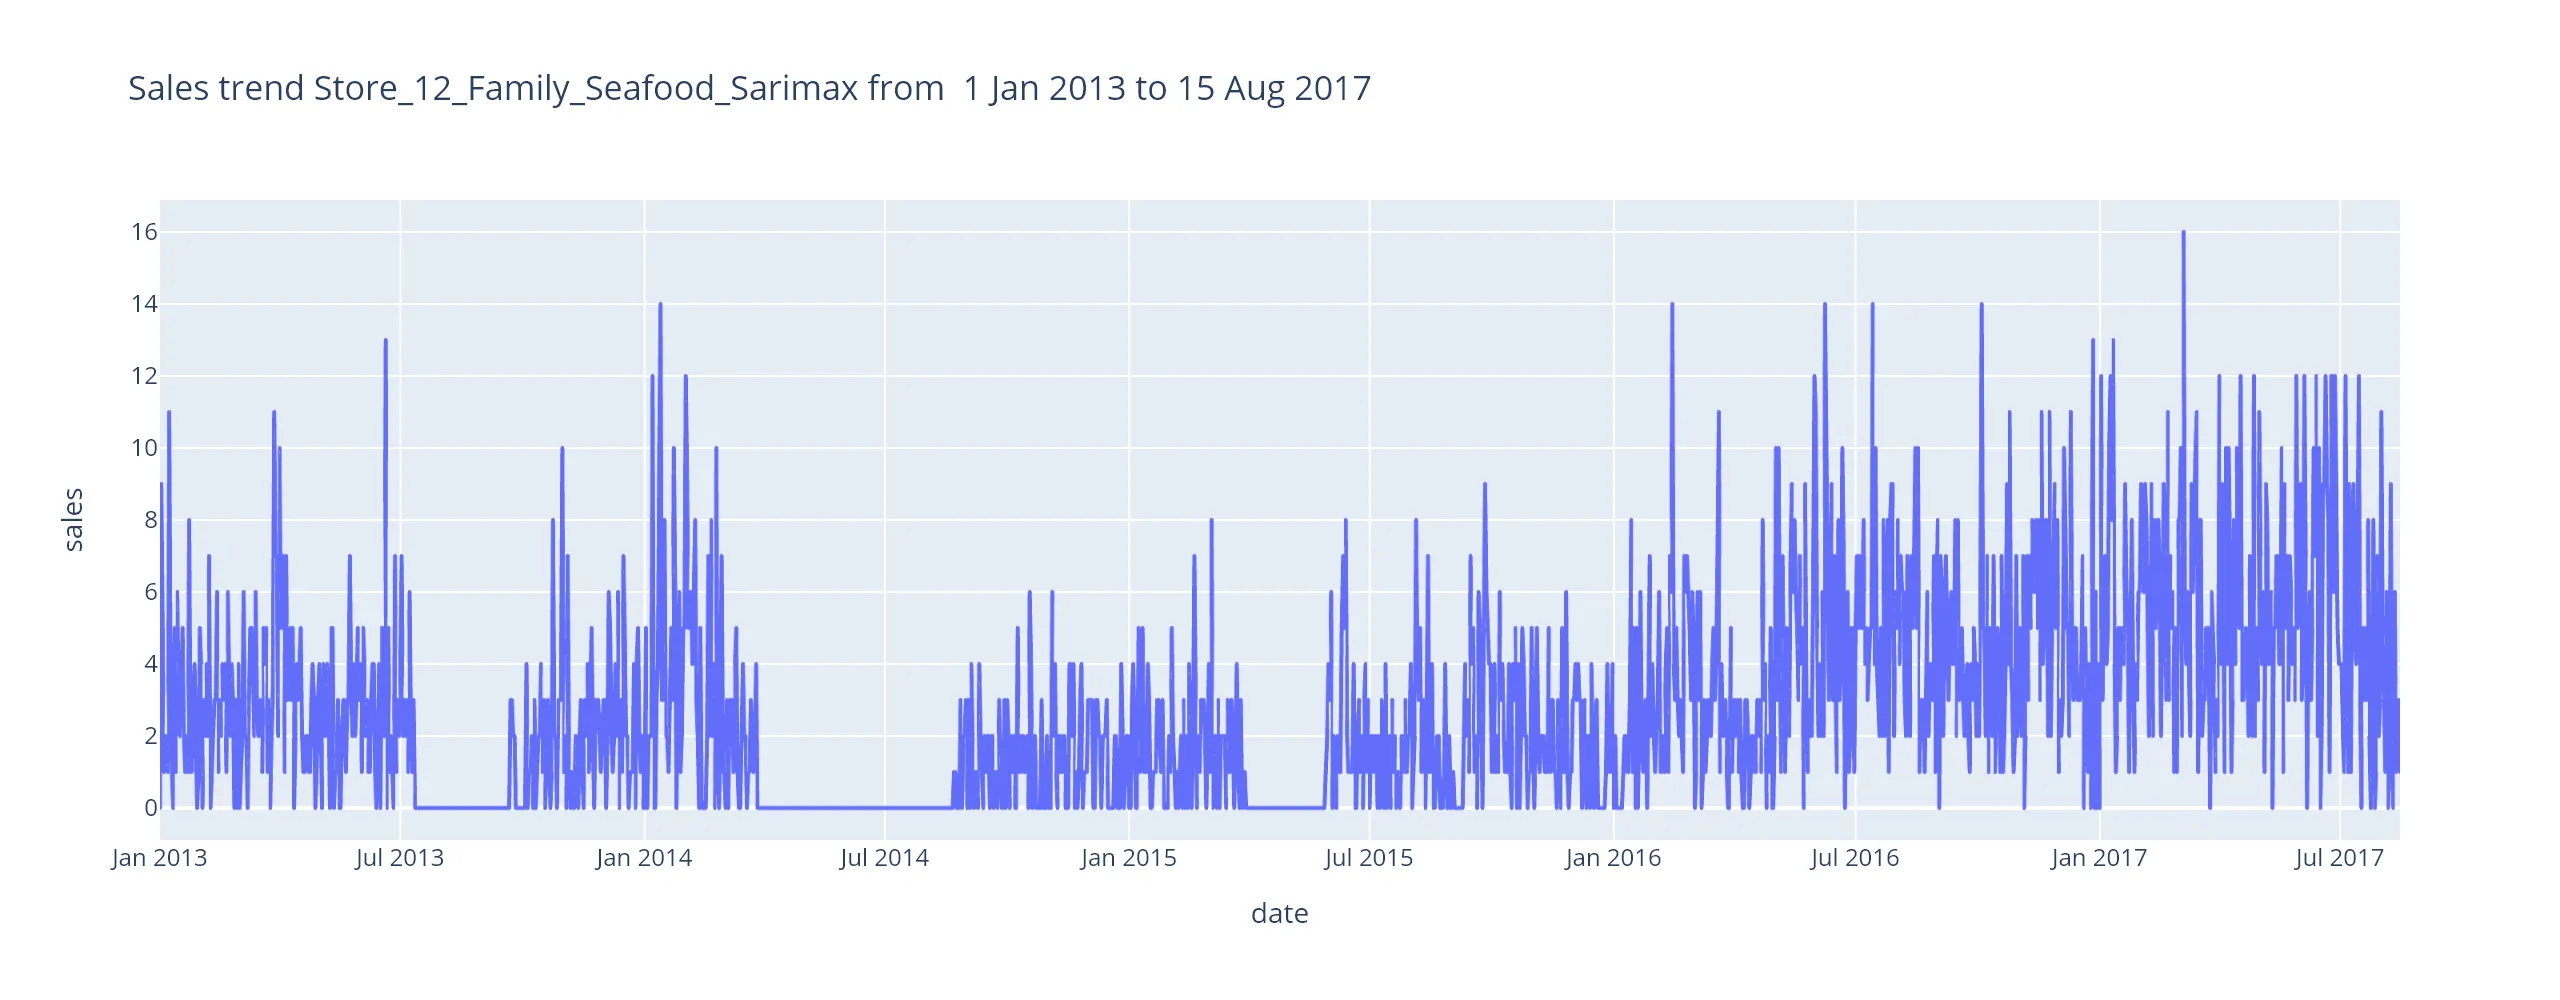 Sales trend Store_12_Family_Seafood_Sarimax from  1 Jan 2013 to 15 Aug 2017
16
14
12
10
8
6
4
2
0
sales
Jan 2013 Jul 2013 Jan 2014 Jul 2014 Jan 2015 Jul 2015 Jan 2016 Jul 2016 Jan 2017 Jul 2017
date